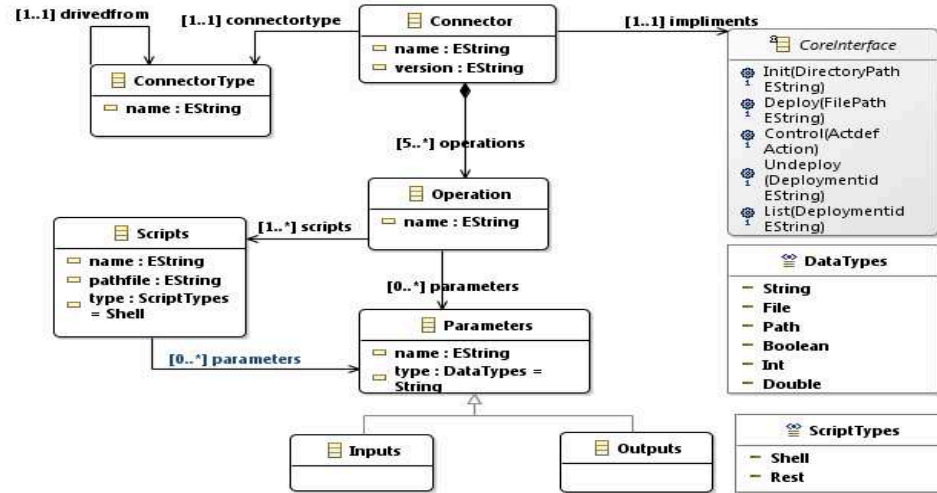 [1..1] drivedfrom
[1..1] connectortype
Connector
name : EString
version : EString
[1..1] impliments
CoreInterface
Init(DirectoryPath
EString)
Deploy(FilePath
EString)
Control(Actdef
Action)
Undeploy
(Deploymentid
EString)
List(Deploymentid
EString)
ConnectorType
name : EString
[5..*] operations
Operation
name : EString
[1..*] scripts
Scripts
name : EString
pathfile : EString
type : ScriptTypes
= Shell
[0..*] parameters
[0..*] parameters
Parameters
name : EString
type : DataTypes =
String
Inputs
Outputs
DataTypes
String
File
Path
Boolean
Int
Double
ScriptTypes
Shell
Rest